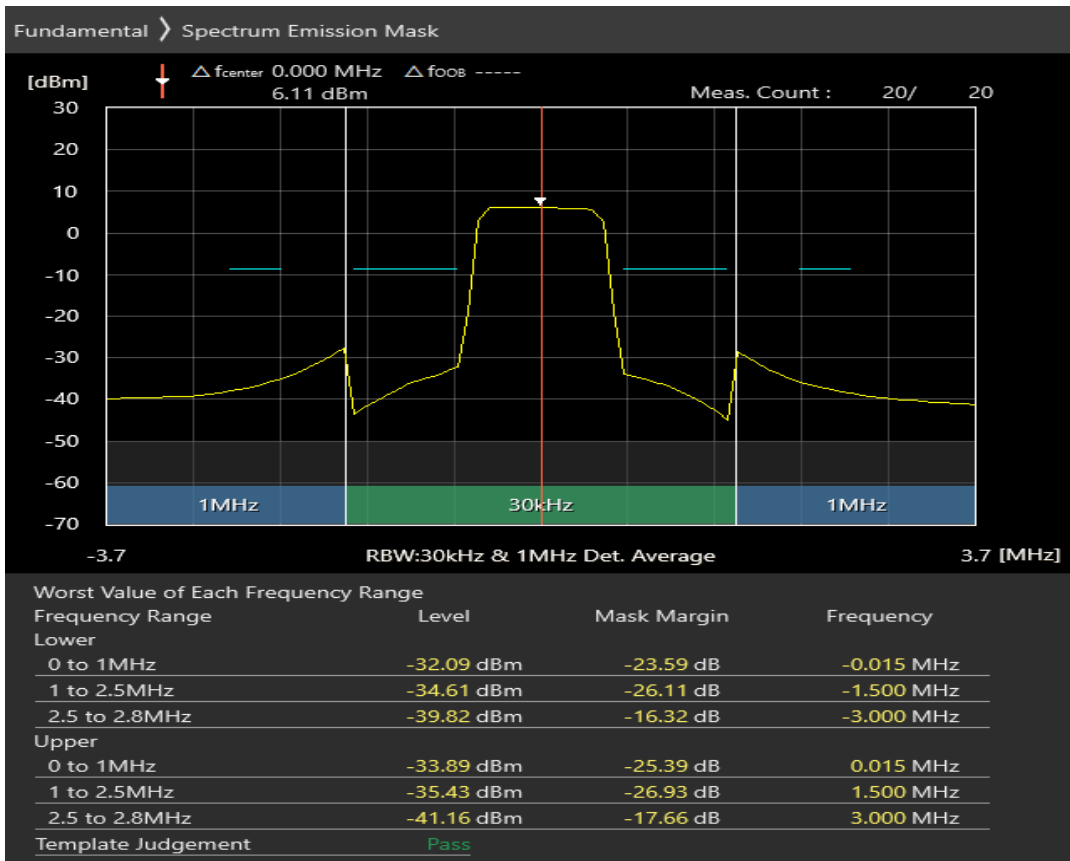 Fundamental 》 Spectrum Emission Mask
[dBm] △ fcenter 0.000 MHz △ fOOB -----
6.11 dBm Meas. Count : 20/ 20
30
20
10
0
-10
-20
-30
-40
-50
-60
-70
1MHz 30kHz 1MHz
-3.7 RBW:30kHz & 1MHz Det. Average 3.7 [MHz]
Worst Value of Each Frequency Range
Frequency Range Level Mask Margin Frequency
Lower
0 to 1MHz -32.09 dBm -23.59 dB -0.015 MHz
1 to 2.5MHz -34.61 dBm -26.11 dB -1.500 MHz
2.5 to 2.8MHz -39.82 dBm -16.32 dB -3.000 MHz
Upper
0 to 1MHz -33.89 dBm -25.39 dB 0.015 MHz
1 to 2.5MHz -35.43 dBm -26.93 dB 1.500 MHz
2.5 to 2.8MHz -41.16 dBm -17.66 dB 3.000 MHz
Template Judgement Pass